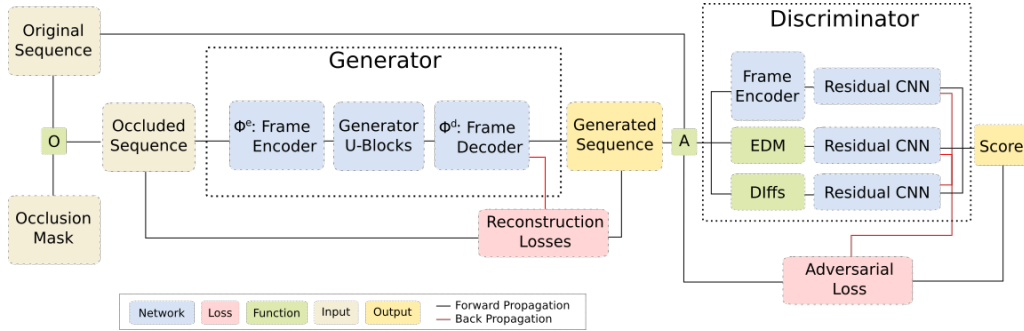 Original
Sequence
O
Occlusion
Mask
Occluded
Sequence
Generator
Φᵉ: Frame
Encoder
Generator
U-Blocks
Φᵈ: Frame
Decoder
Generated
Sequence
Reconstruction
Losses
A
Discriminator
Frame
Encoder
Residual CNN
EDM
Residual CNN
DIffs
Residual CNN
Score
Adversarial
Loss
Network
Loss
Function
Input
Output
Forward Propagation
Back Propagation